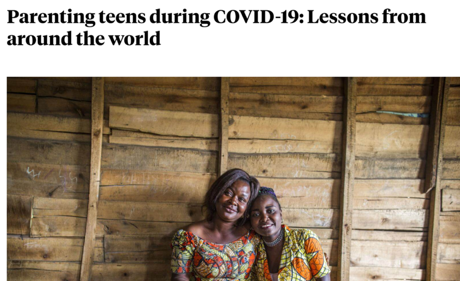 Parenting teens during COVID-19: Lessons from
around the world